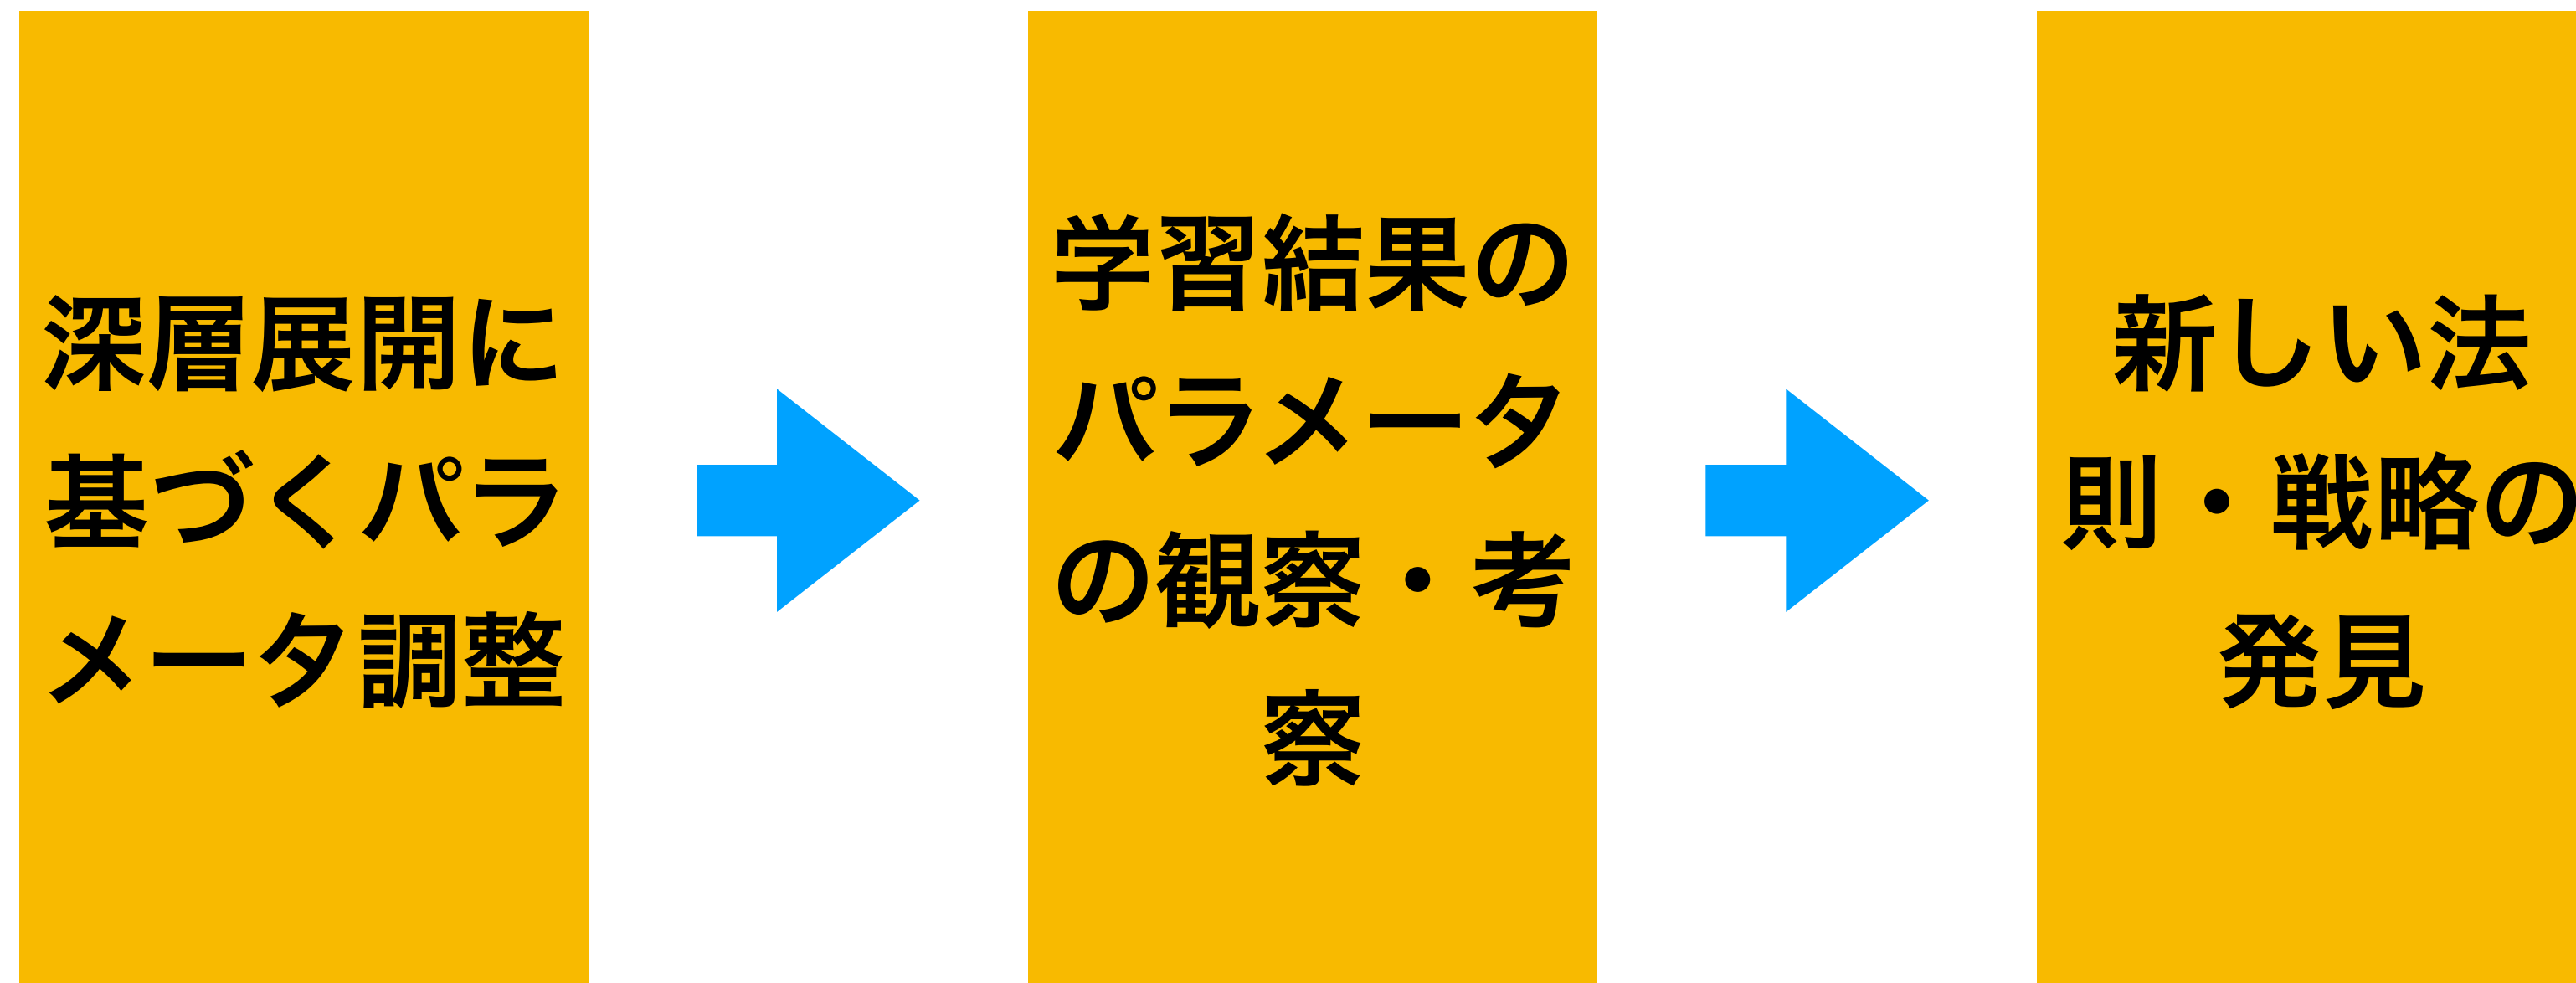 深層展開に
基づくパラ
メータ調整
学習結果の
パラメータ
の観察・考
察
新しい法
則・戦略の
発見